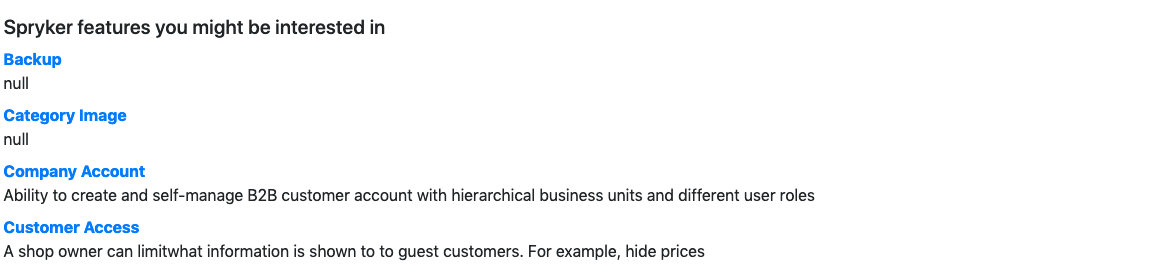 Spryker features you might be interested in
Backup
null
Category Image
null
Company Account
Ability to create and self-manage B2B customer account with hierarchical business units and different user roles
Customer Access
A shop owner can limitwhat information is shown to to guest customers. For example, hide prices